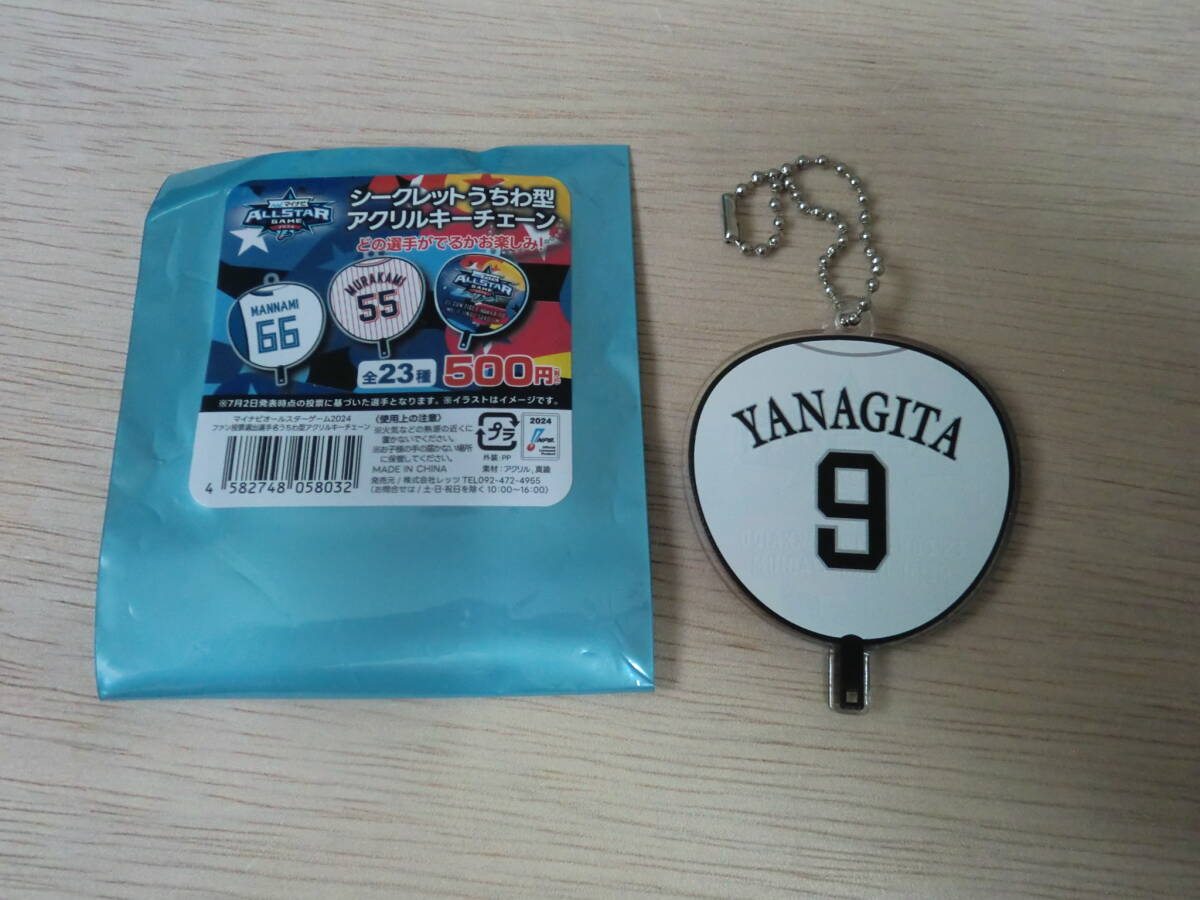 マイナビ
ALLSTAR
GAME
2024
シークレットうちわ型
アクリルキーチェーン
どの選手がでるかお楽しみ!
MANNAMI
66
MURAKAMI
55
ALLSTAR
GAME
全23種
500円
※7月2日発表時点の投票に基づいた選手となります。※イラストはイメージです。
マイナビオールスターゲーム2024
ファン投票選出選手名うちわ型アクリルキーチェーン
4 582748 058032
〈使用上の注意〉
※火気などの熱源の近くに
置かないでください。
※お子様の手の届かない場所
に保管してください。
MADE IN CHINA
発売元/株式会社レッツ TEL092-472-4955
(お問合せは/土・日・祝日を除く10:00~16:00)
プラ
外装:PP
素材:アクリル,真鍮
2024
NPB
YANAGITA
9